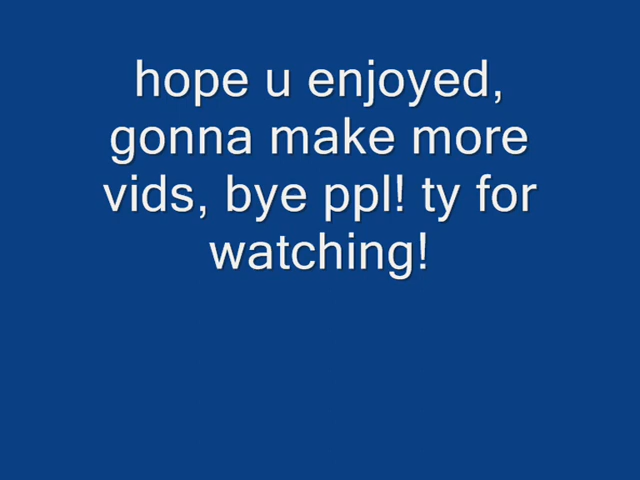 hope u enjoyed,
gonna make more
vids, bye ppl! ty for
watching!